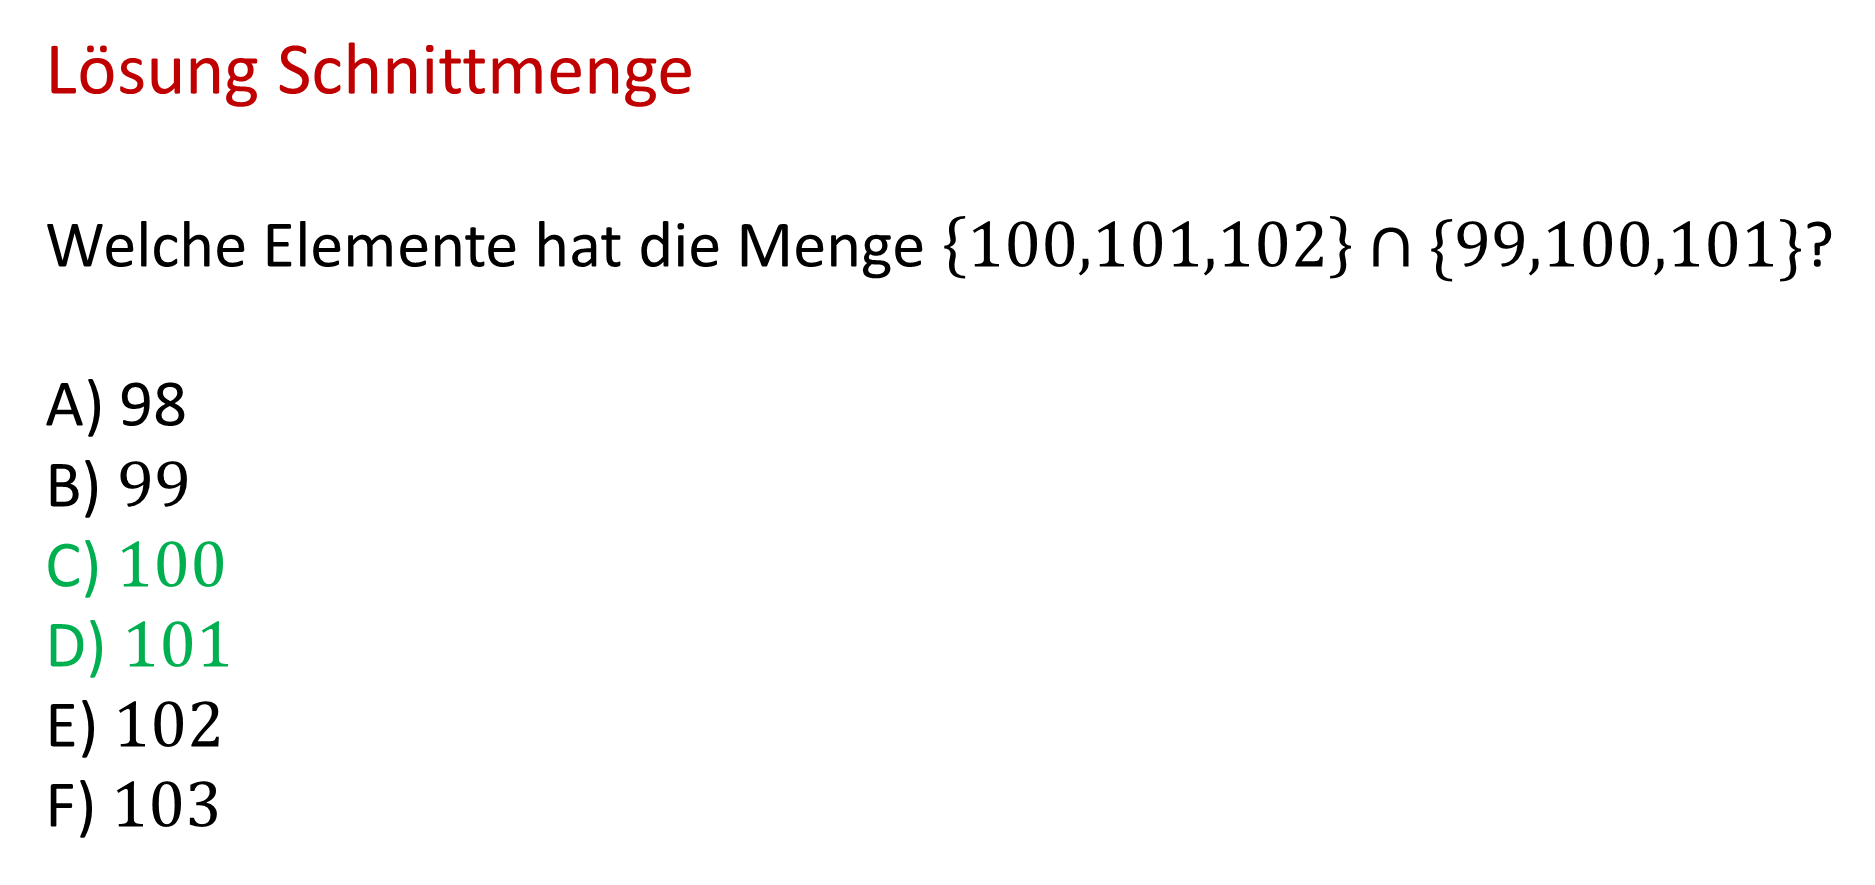 Lösung Schnittmenge
Welche Elemente hat die Menge {100,101,102} ∩ {99,100,101}?
A) 98
B) 99
C) 100
D) 101
E) 102
F) 103